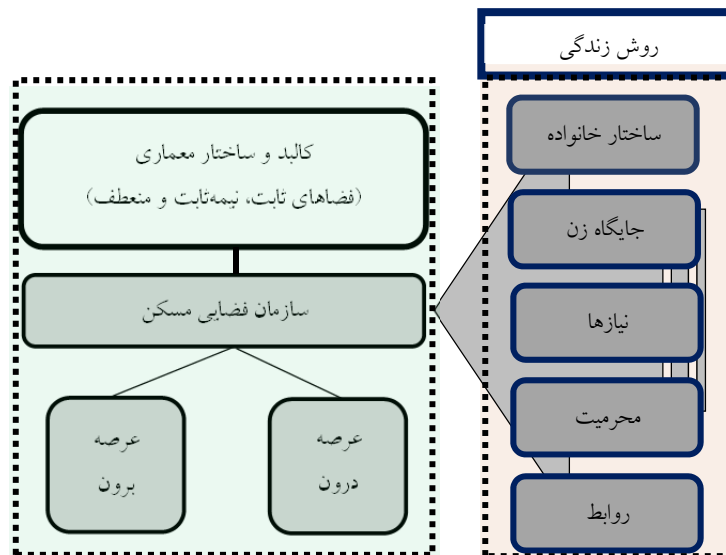 روش زندگی
ساختار خانواده
جایگاه زن
نیازها
محرمیت
روابط
کالبد و ساختار معماری
(فضاهای ثابت، نیمه‌ثابت و منعطف)
سازمان فضایی مسکن
عرصه
درون
عرصه
برون